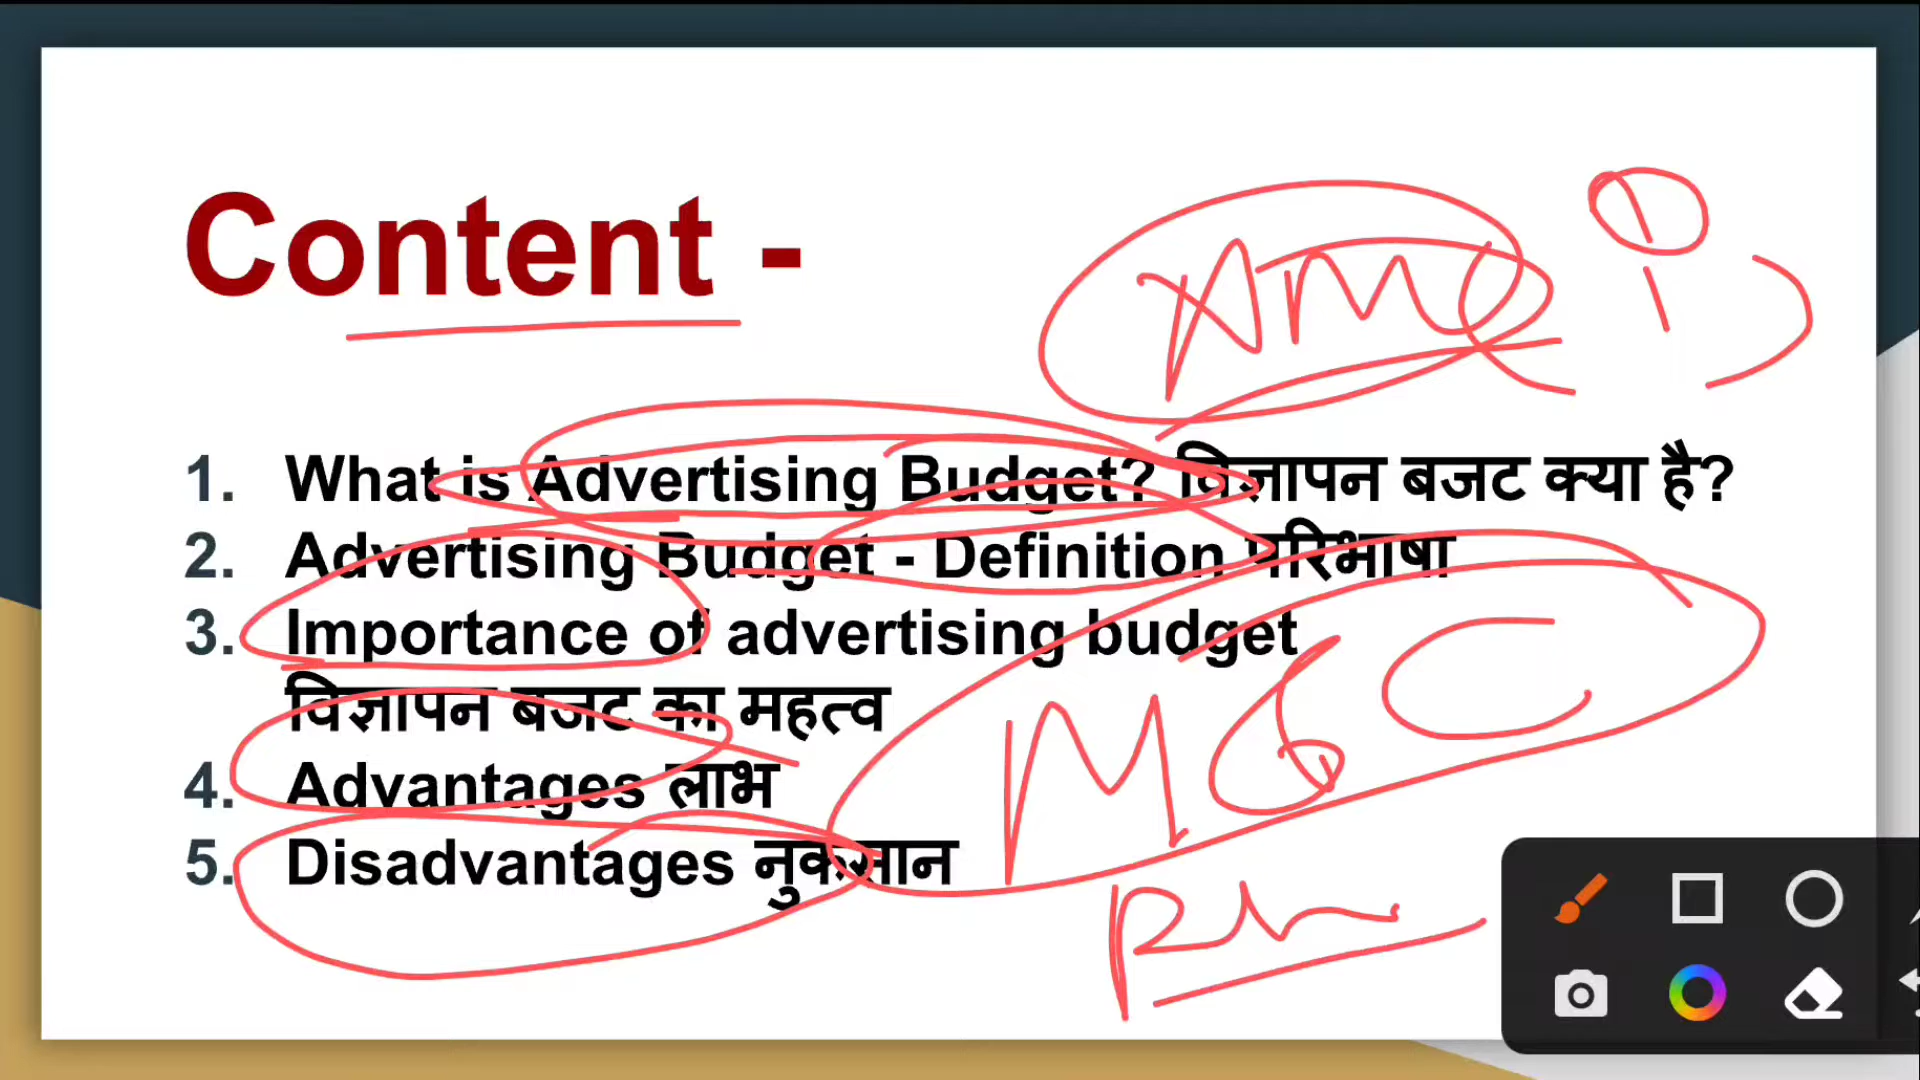 Content -
1. What is Advertising Budget? विज्ञापन बजट क्या है?
2. Advertising Budget - Definition परिभाषा
3. Importance of advertising budget
विज्ञापन बजट का महत्व
4. Advantages लाभ
5. Disadvantages नुकसान